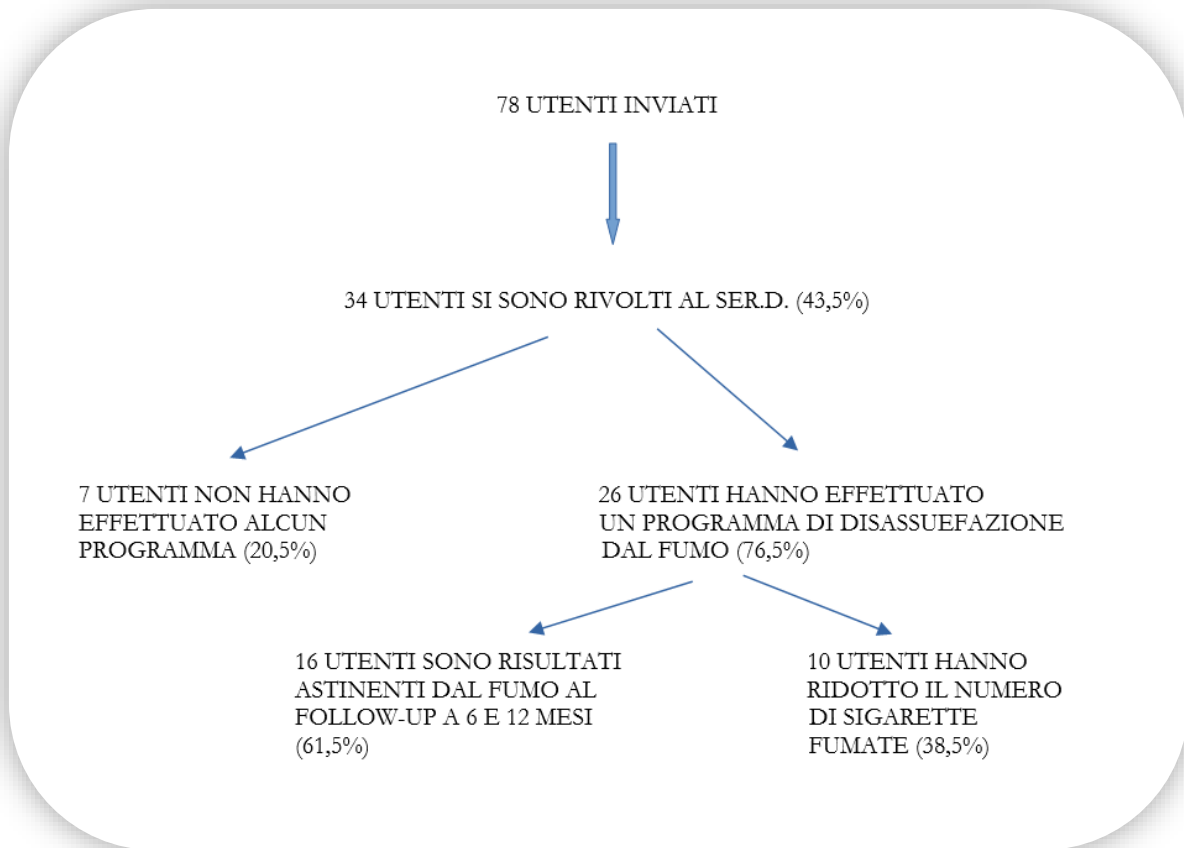 78 UTENTI INVIATI
34 UTENTI SI SONO RIVOLTI AL SER.D. (43,5%)
7 UTENTI NON HANNO
EFFETTUATO ALCUN
PROGRAMMA (20,5%)
26 UTENTI HANNO EFFETTUATO
UN PROGRAMMA DI DISASSUEFAZIONE
DAL FUMO (76,5%)
16 UTENTI SONO RISULTATI
ASTINENTI DAL FUMO AL
FOLLOW-UP A 6 E 12 MESI
(61,5%)
10 UTENTI HANNO
RIDOTTO IL NUMERO
DI SIGARETTE
FUMATE (38,5%)